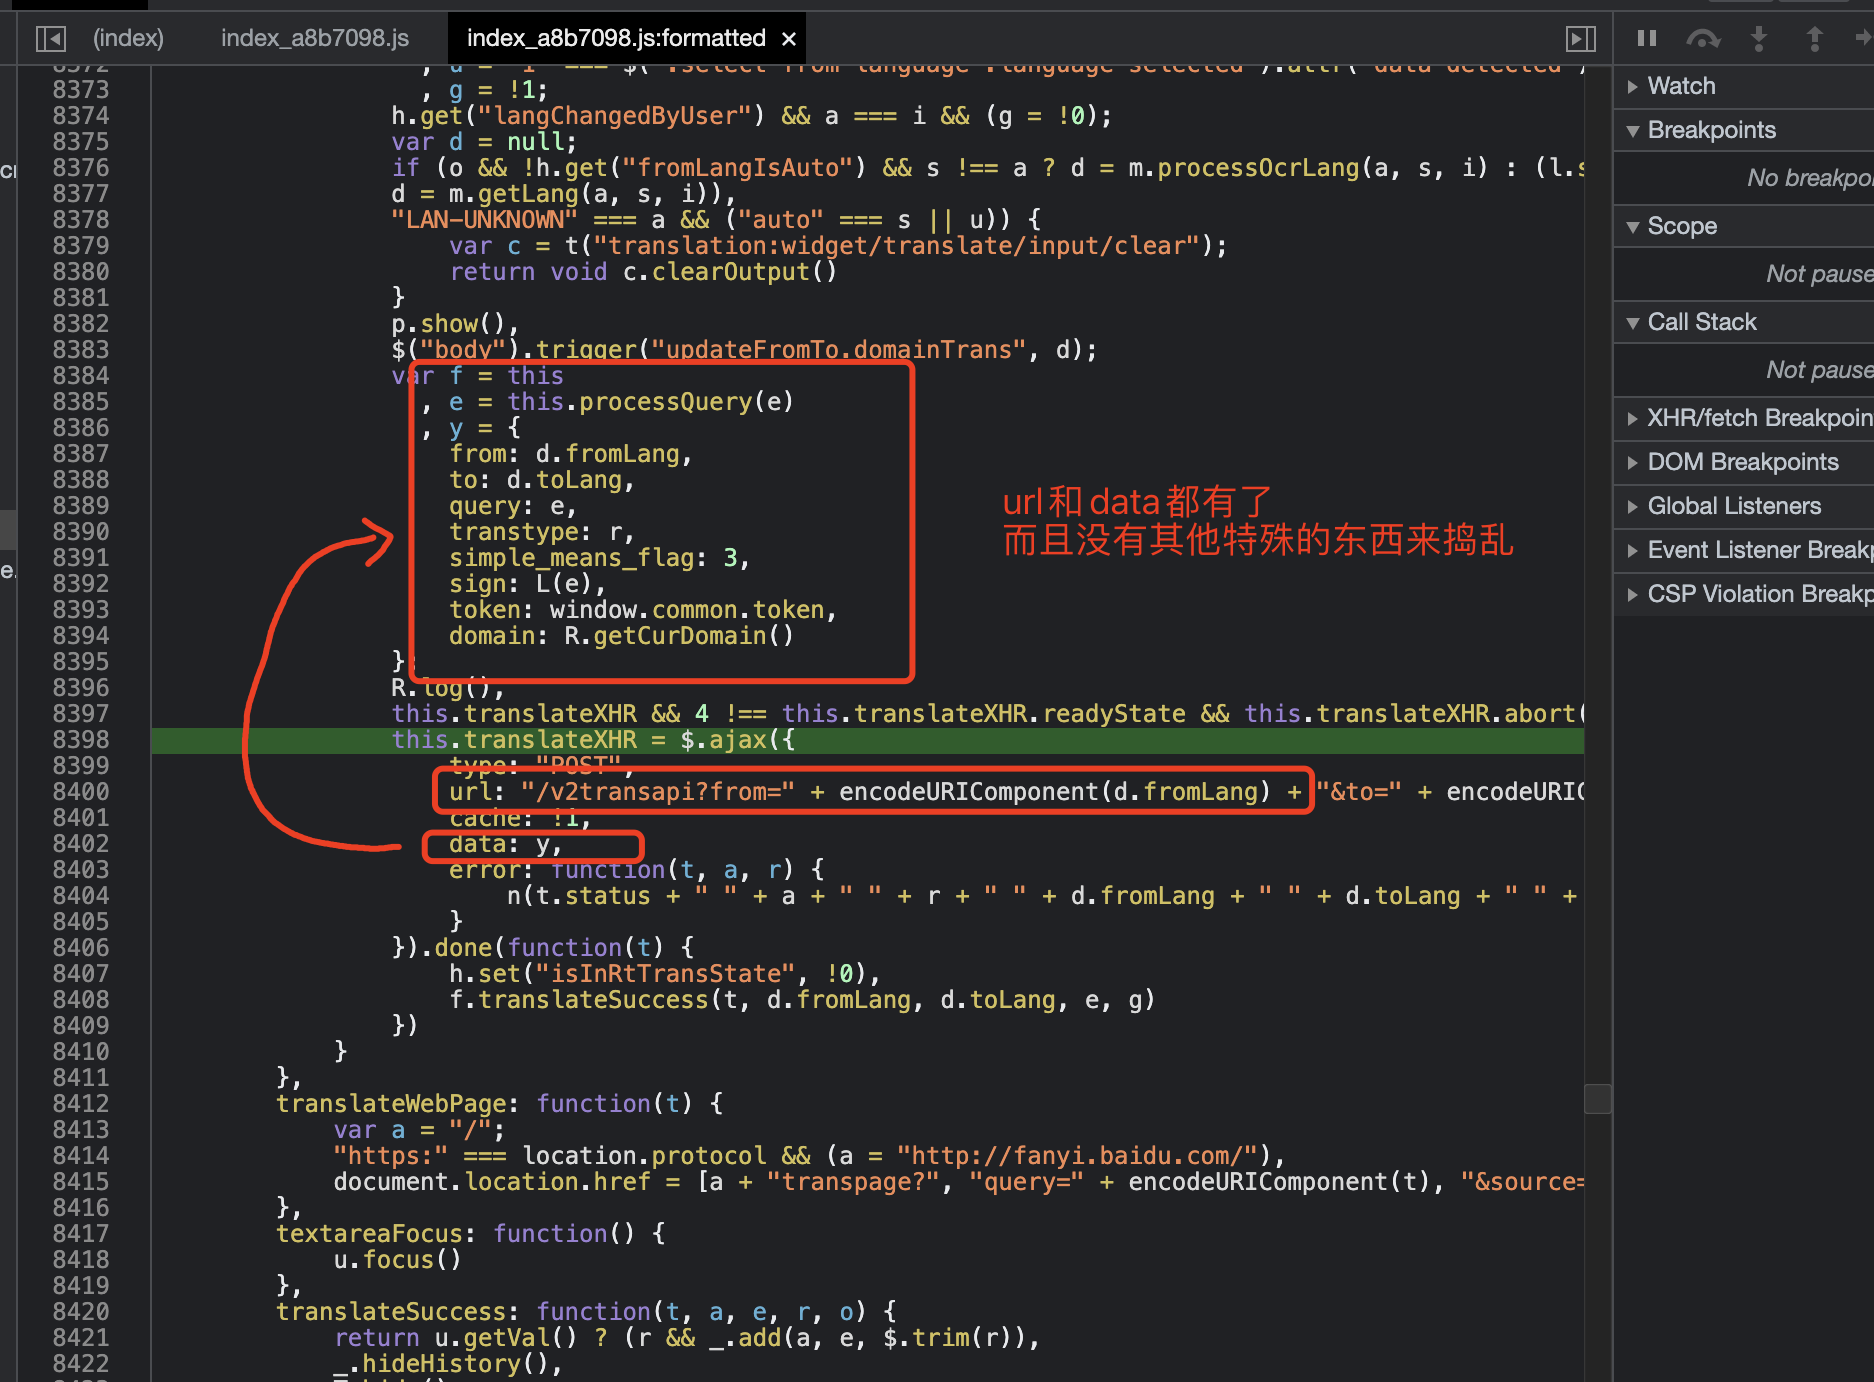 (index)
index_a8b7098.js
index_a8b7098.js:formatted ×
8373 , g = !1;
8374 h.get("langChangedByUser") && a === i && (g = !0);
8375 var d = null;
8376 if (o && !h.get("fromLangIsAuto") && s !== a ? d = m.processOcrLang(a, s, i) : (l.s
8377 d = m.getLang(a, s, i)),
8378 "LAN-UNKNOWN" === a && ("auto" === s || u)) {
8379 var c = t("translation:widget/translate/input/clear");
8380 return void c.clearOutput()
8381 }
8382 p.show(),
8383 $("body").trigger("updateFromTo.domainTrans", d);
8384 var f = this
8385 , e = this.processQuery(e)
8386 , y = {
8387 from: d.fromLang,
8388 to: d.toLang,
8389 query: e,
8390 transtype: r,
8391 simple_means_flag: 3,
8392 sign: L(e),
8393 token: window.common.token,
8394 domain: R.getCurDomain()
8395 };
8396 R.log(),
8397 this.translateXHR && 4 !== this.translateXHR.readyState && this.translateXHR.abort(
8398 this.translateXHR = $.ajax({
8399 type: "POST",
8400 url: "/v2transapi?from=" + encodeURIComponent(d.fromLang) + "&to=" + encodeURIC
8401 cache: !1,
8402 data: y,
8403 error: function(t, a, r) {
8404 n(t.status + " " + a + " " + r + " " + d.fromLang + " " + d.toLang + " " +
8405 }
8406 }).done(function(t) {
8407 h.set("isInRtTransState", !0),
8408 f.translateSuccess(t, d.fromLang, d.toLang, e, g)
8409 })
8410 }
8411 },
8412 translateWebPage: function(t) {
8413 var a = "/";
8414 "https:" === location.protocol && (a = "http://fanyi.baidu.com/"),
8415 document.location.href = [a + "transpage?", "query=" + encodeURIComponent(t), "&source=
8416 },
8417 textareaFocus: function() {
8418 u.focus()
8419 },
8420 translateSuccess: function(t, a, e, r, o) {
8421 return u.getVal() ? (r && _.add(a, e, $.trim(r)),
8422 _.hideHistory(),
url和data都有了
而且没有其他特殊的东西来捣乱
Watch
Breakpoints
No breakpoi
Scope
Not pause
Call Stack
Not pause
XHR/fetch Breakpoin
DOM Breakpoints
Global Listeners
Event Listener Breakp
CSP Violation Breakp